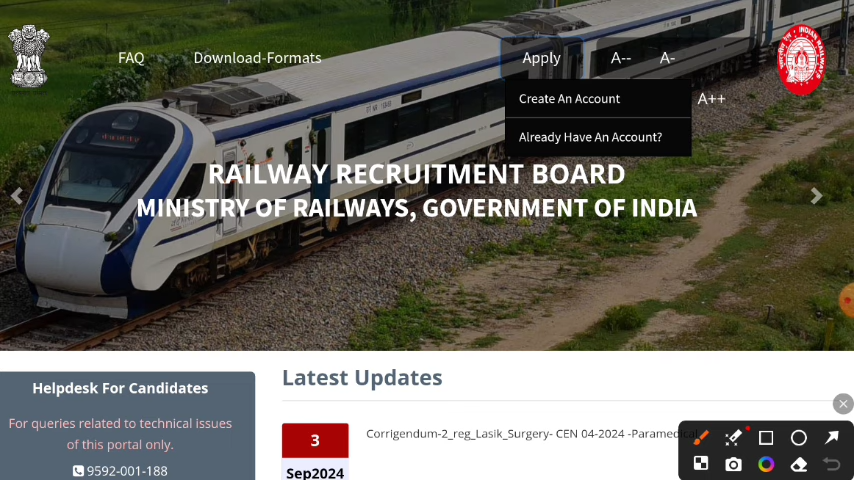 FAQ
Download-Formats
Apply
A--
A-
Create An Account
A++
Already Have An Account?
RAILWAY RECRUITMENT BOARD
MINISTRY OF RAILWAYS, GOVERNMENT OF INDIA
Helpdesk For Candidates
For queries related to technical issues
of this portal only.
9592-001-188
Latest Updates
3
Sep2024
Corrigendum-2_reg_Lasik_Surgery- CEN 04-2024 -Paramedical